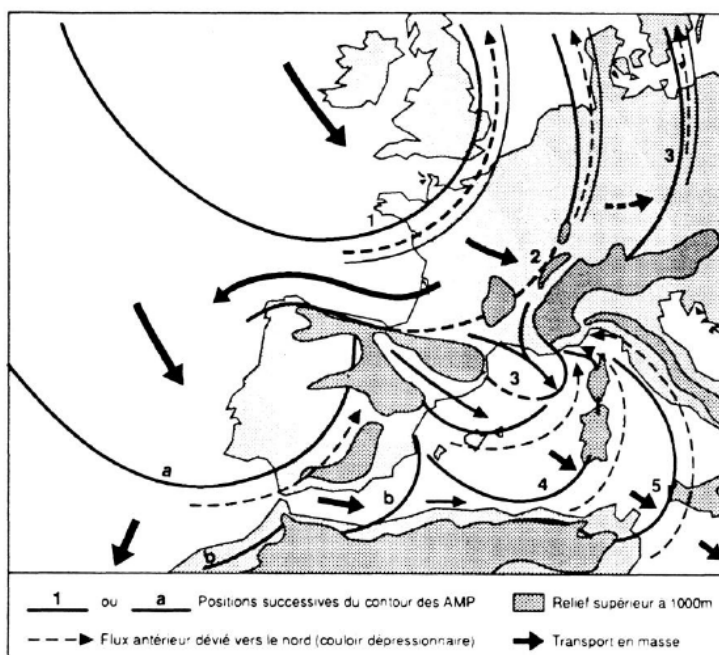 1
3
2
3
a
4
5
b
b
1 ou a Positions successives du contour des AMP
Relief supérieur à 1000m
Flux antérieur dévié vers le nord (couloir dépressionnaire)
Transport en masse